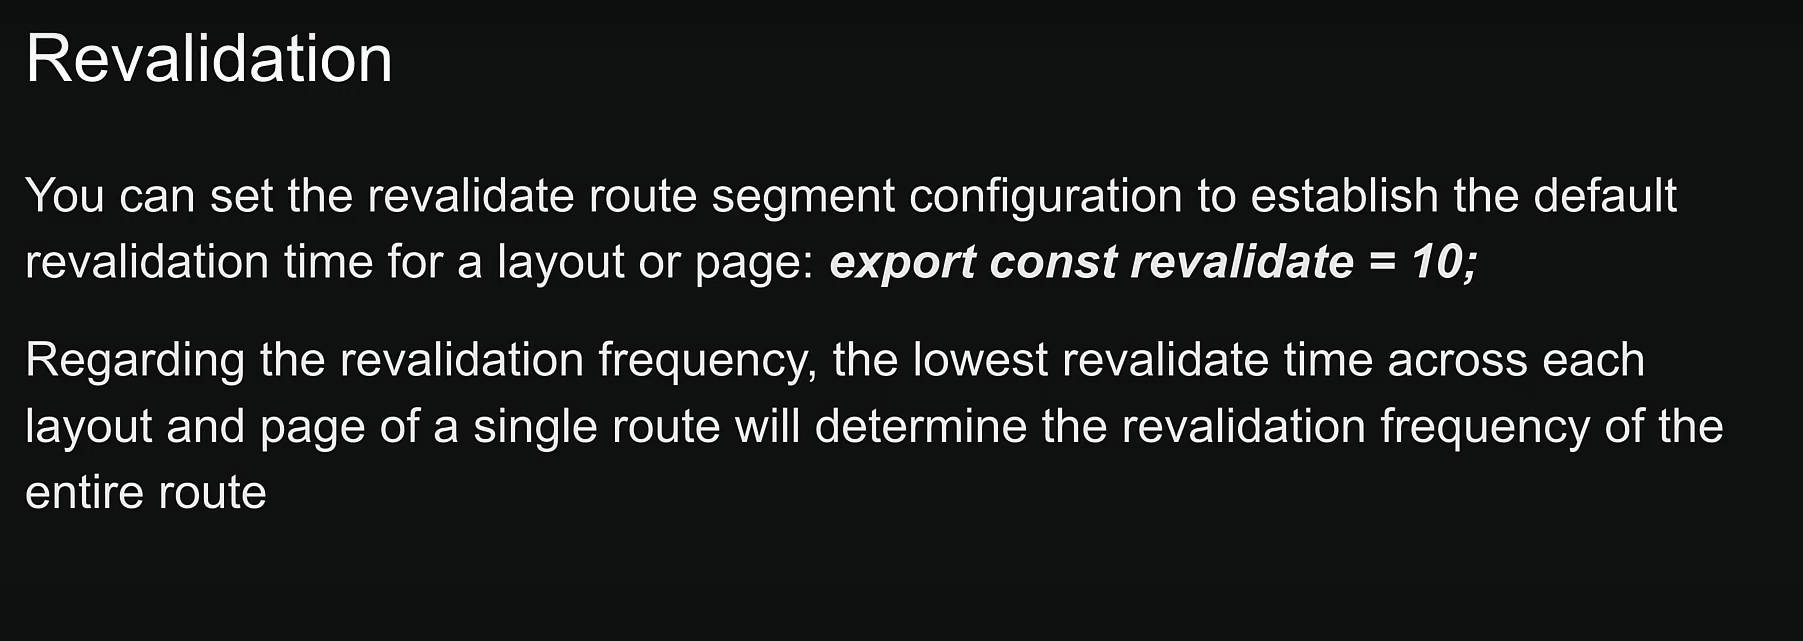 Revalidation
You can set the revalidate route segment configuration to establish the default
revalidation time for a layout or page: export const revalidate = 10;
Regarding the revalidation frequency, the lowest revalidate time across each
layout and page of a single route will determine the revalidation frequency of the
entire route